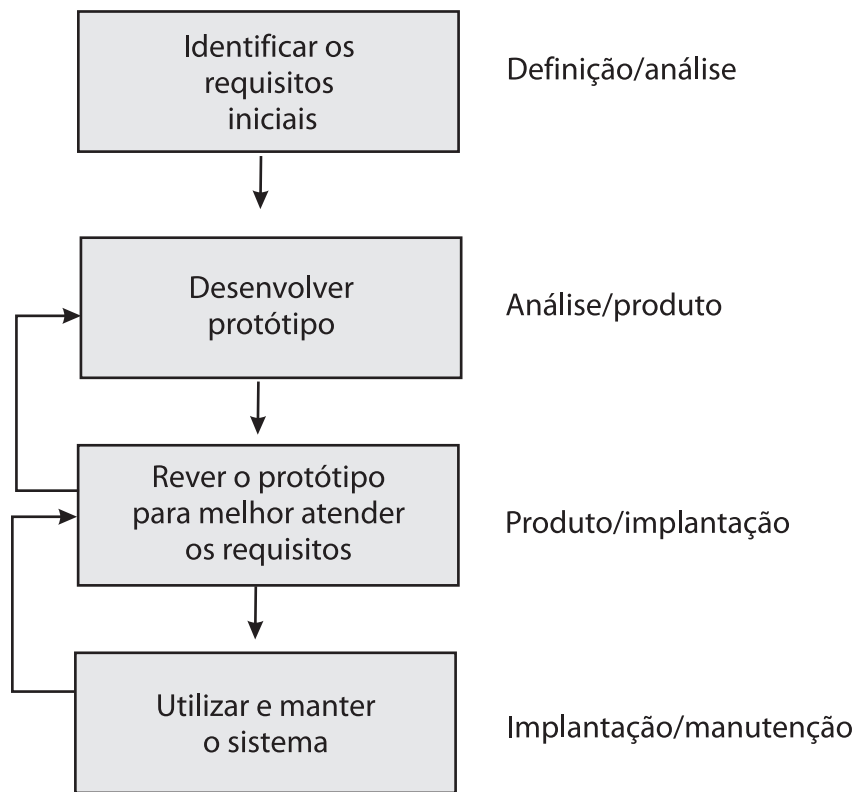 Identificar os
requisitos
iniciais
Definição/análise
Desenvolver
protótipo
Análise/produto
Rever o protótipo
para melhor atender
os requisitos
Produto/implantação
Utilizar e manter
o sistema
Implantação/manutenção